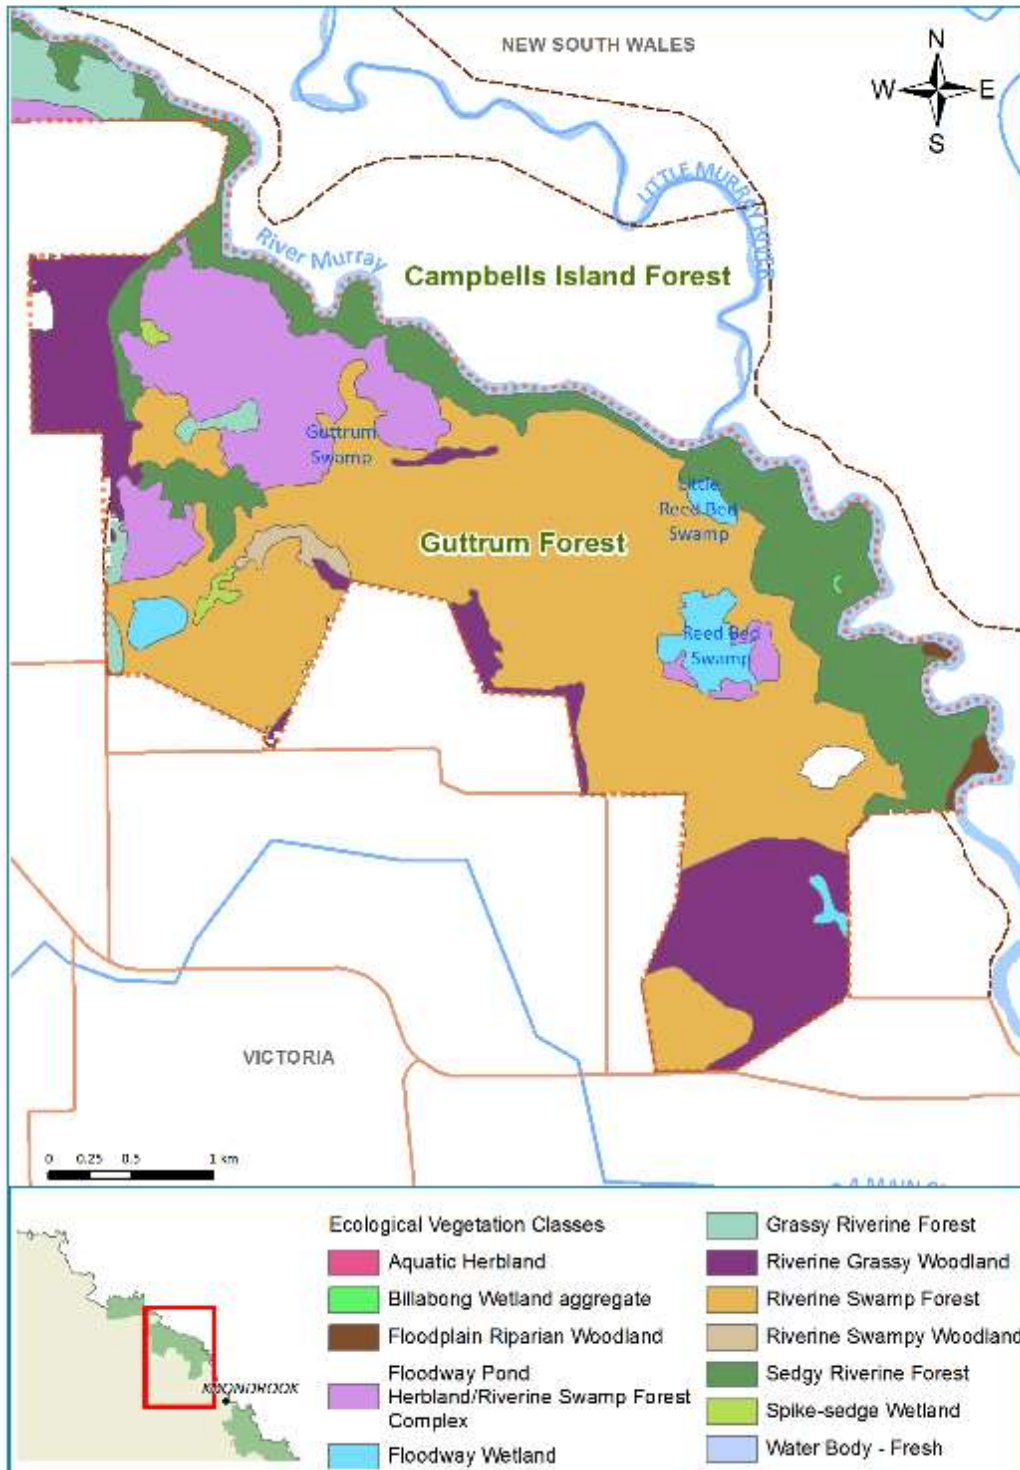 NEW SOUTH WALES
N
W
E
S
LITTLE MURRAY RIVER
River Murray
Campbells Island Forest
Guttrum
Swamp
Little
Reed Bed
Swamp
Guttrum Forest
Reed Bed
Swamp
VICTORIA
0 0.25 0.5 1 km
MAIN
Ecological Vegetation Classes
Aquatic Herbland
Billabong Wetland aggregate
Floodplain Riparian Woodland
Floodway Pond
Herbland/Riverine Swamp Forest
Complex
Floodway Wetland
Grassy Riverine Forest
Riverine Grassy Woodland
Riverine Swamp Forest
Riverine Swampy Woodland
Sedgy Riverine Forest
Spike-sedge Wetland
Water Body - Fresh
KOONDROOK